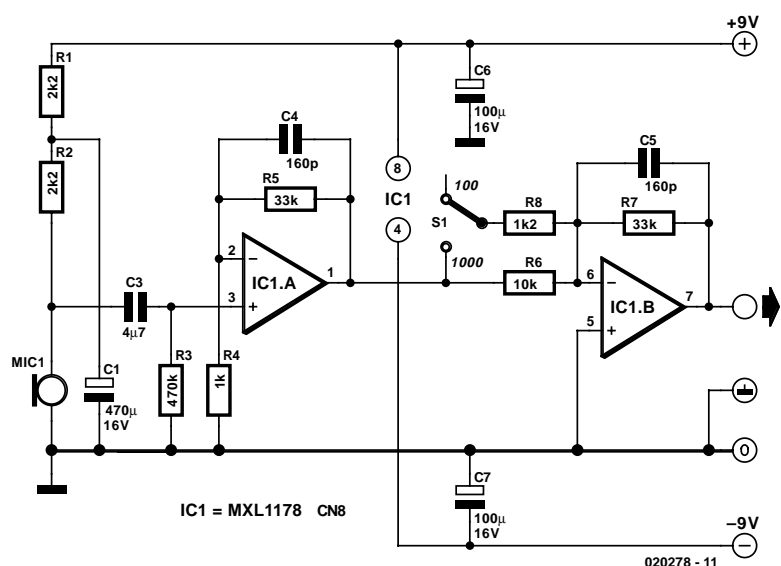 +9V
R1
2k2
C6
100µ
16V
C4
160p
C5
160p
R2
2k2
8
R5
33k
IC1
100
R8
1k2
R7
33k
4
S1
2
–
IC1.A
1
1000
R6
10k
6
–
IC1.B
7
C3
4µ7
3
+
5
+
MIC1
C1
470µ
16V
R3
470k
R4
1k
0
C7
100µ
16V
IC1 = MXL1178 CN8
–9V
020278 - 11